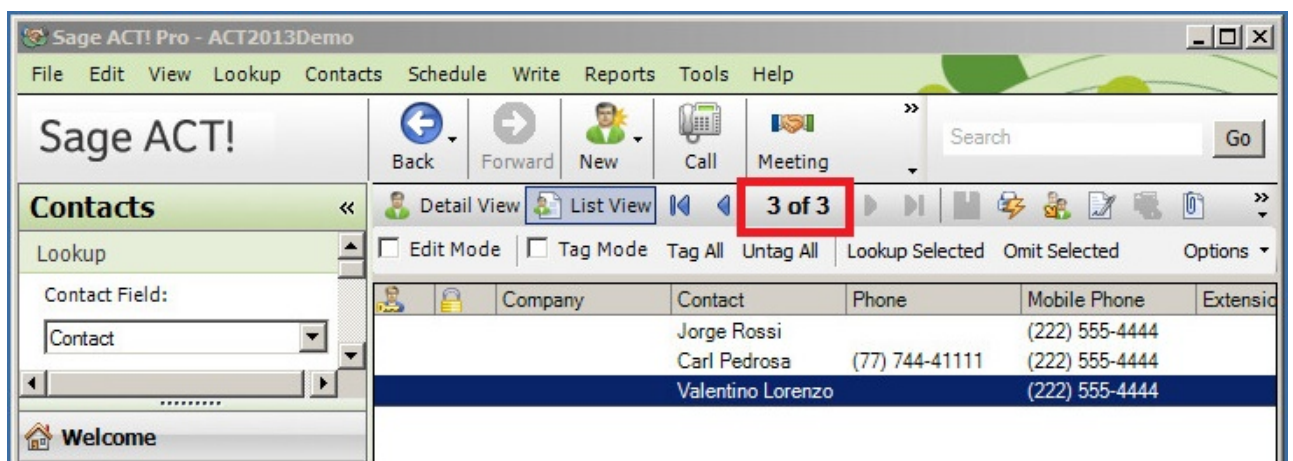 Sage ACT! Pro - ACT2013Demo
File Edit View Lookup Contacts Schedule Write Reports Tools Help
Sage ACT!
Back Forward New Call Meeting » Search Go
Contacts «
Detail View List View 3 of 3 »
Lookup
Edit Mode Tag Mode Tag All Untag All Lookup Selected Omit Selected Options
Contact Field:
Contact
Company Contact Phone Mobile Phone Extensio
Jorge Rossi (222) 555-4444
Carl Pedrosa (77) 744-41111 (222) 555-4444
Valentino Lorenzo (222) 555-4444
Welcome